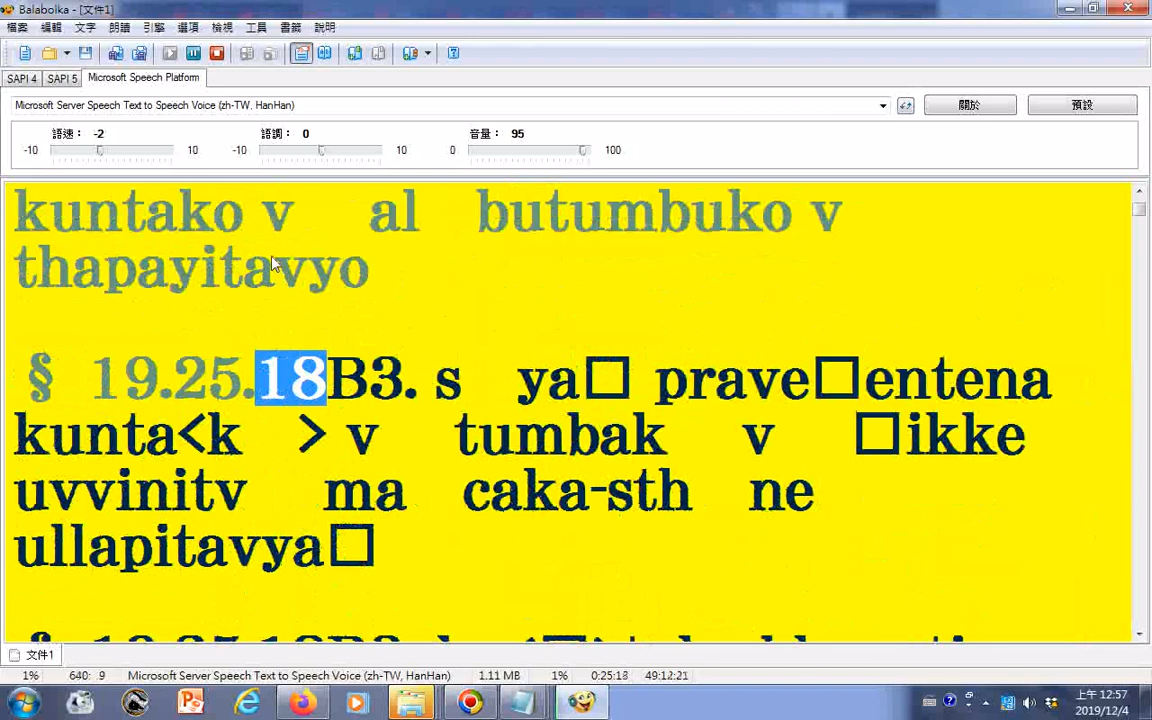 Balabolka - [文件1]
檔案 編輯 文字 朗讀 引擎 選項 檢視 工具 書籤 說明
SAPI 4 SAPI 5 Microsoft Speech Platform
Microsoft Server Speech Text to Speech Voice (zh-TW, HanHan) 關於 預設
語速： -2 語調： 0 音量： 95
-10 10 -10 10 0 100
kuntako v al butumbuko v
thapayitavyo
§ 19.25.18B3. s ya□ prave□entena
kunta<k > v tumbak v □ikke
uvvinitv ma caka-sth ne
ullapitavya□
文件1
1% 640: 9 Microsoft Server Speech Text to Speech Voice (zh-TW, HanHan) 1.11 MB 1% 0:25:18 49:12:21
上午 12:57
2019/12/4